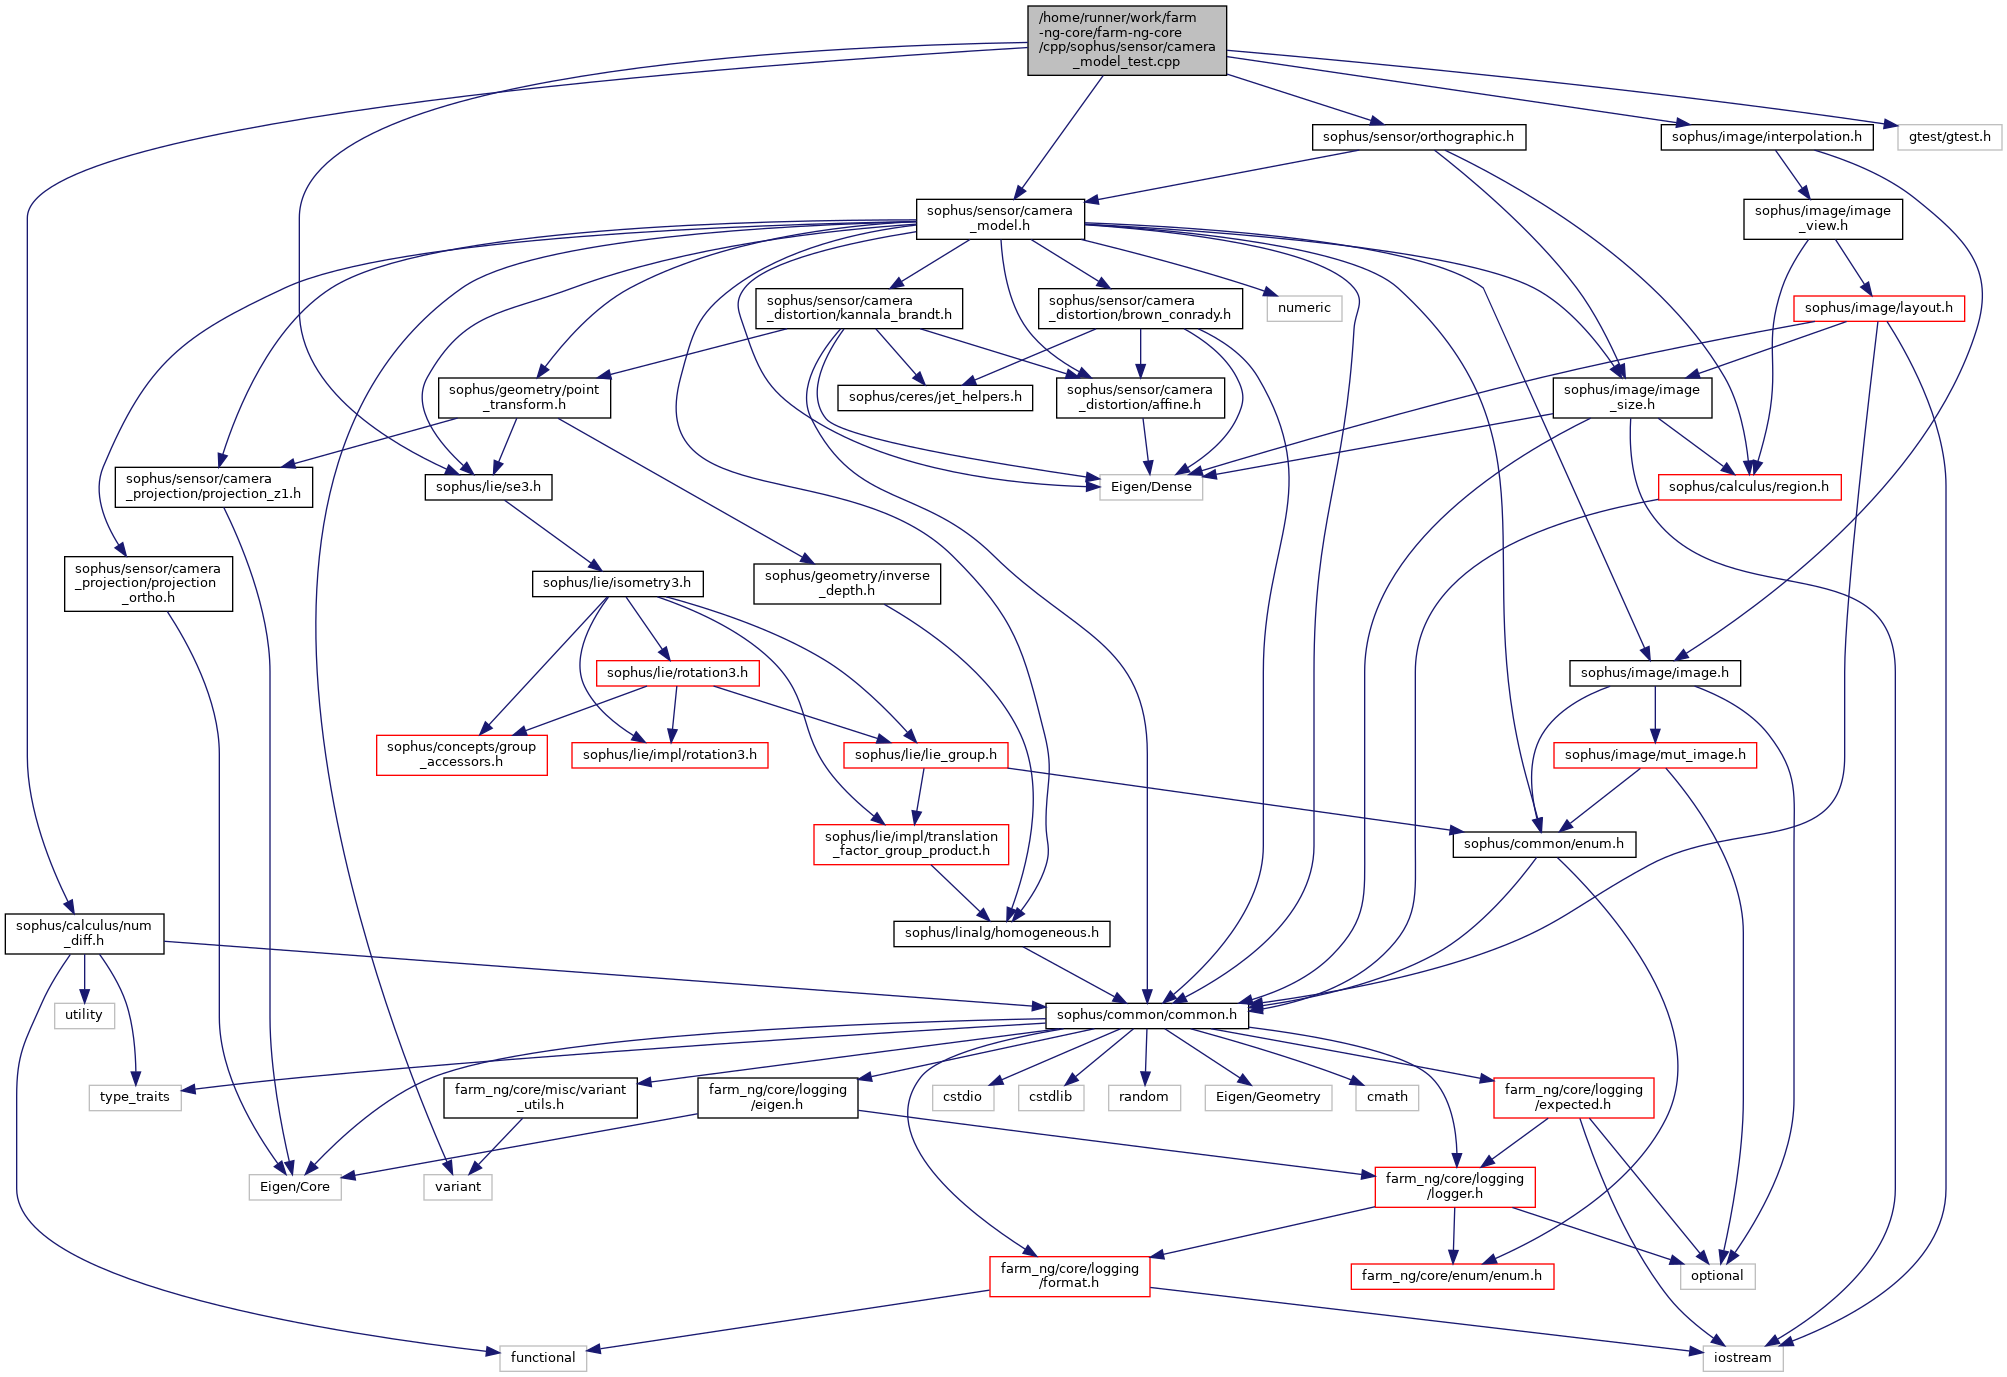 /home/runner/work/farm
-ng-core/farm-ng-core
/cpp/sophus/sensor/camera
_model_test.cpp
sophus/sensor/orthographic.h
sophus/image/interpolation.h
gtest/gtest.h
sophus/sensor/camera
_model.h
sophus/image/image
_view.h
sophus/sensor/camera
_distortion/kannala_brandt.h
sophus/sensor/camera
_distortion/brown_conrady.h
numeric
sophus/image/layout.h
sophus/geometry/point
_transform.h
sophus/ceres/jet_helpers.h
sophus/sensor/camera
_distortion/affine.h
sophus/image/image
_size.h
sophus/sensor/camera
_projection/projection_z1.h
sophus/lie/se3.h
Eigen/Dense
sophus/calculus/region.h
sophus/sensor/camera
_projection/projection
_ortho.h
sophus/lie/isometry3.h
sophus/geometry/inverse
_depth.h
sophus/lie/rotation3.h
sophus/image/image.h
sophus/concepts/group
_accessors.h
sophus/lie/impl/rotation3.h
sophus/lie/lie_group.h
sophus/image/mut_image.h
sophus/lie/impl/translation
_factor_group_product.h
sophus/common/enum.h
sophus/calculus/num
_diff.h
sophus/linalg/homogeneous.h
utility
sophus/common/common.h
type_traits
farm_ng/core/misc/variant
_utils.h
farm_ng/core/logging
/eigen.h
cstdio
cstdlib
random
Eigen/Geometry
cmath
farm_ng/core/logging
/expected.h
Eigen/Core
variant
farm_ng/core/logging
/logger.h
farm_ng/core/logging
/format.h
farm_ng/core/enum/enum.h
optional
functional
iostream